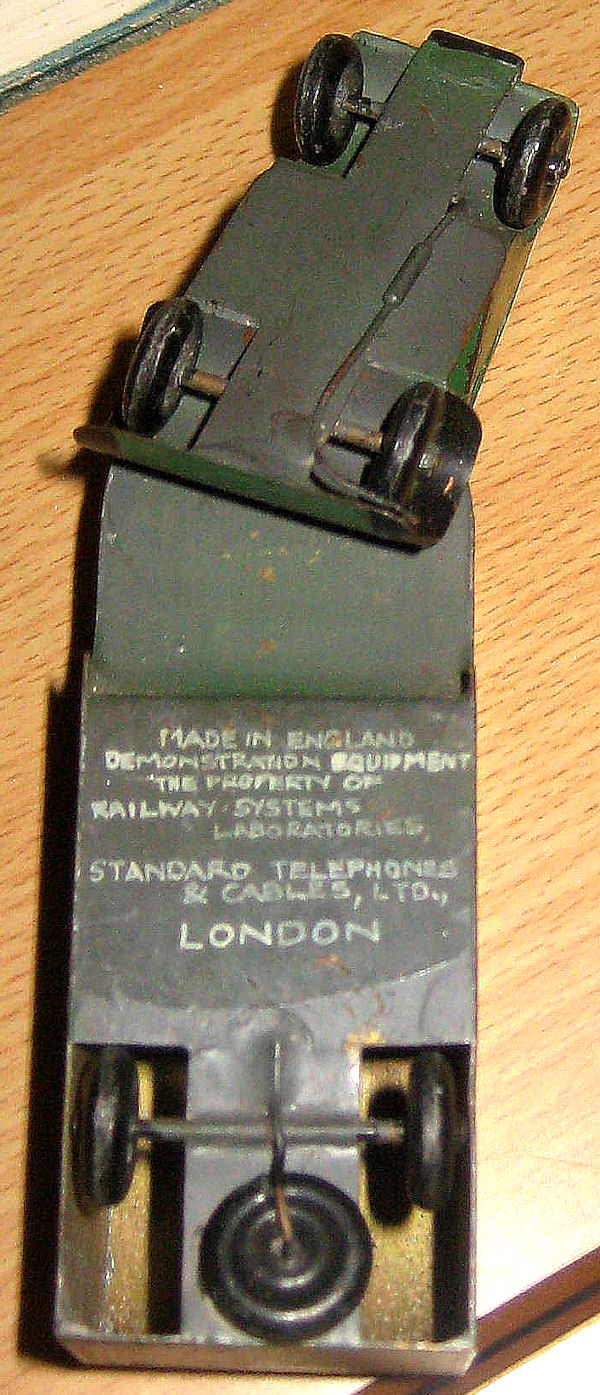 MADE IN ENGLAND
DEMONSTRATION EQUIPMENT
THE PROPERTY OF
RAILWAY SYSTEMS
LABORATORIES,
STANDARD TELEPHONES
& CABLES, LTD.,
LONDON